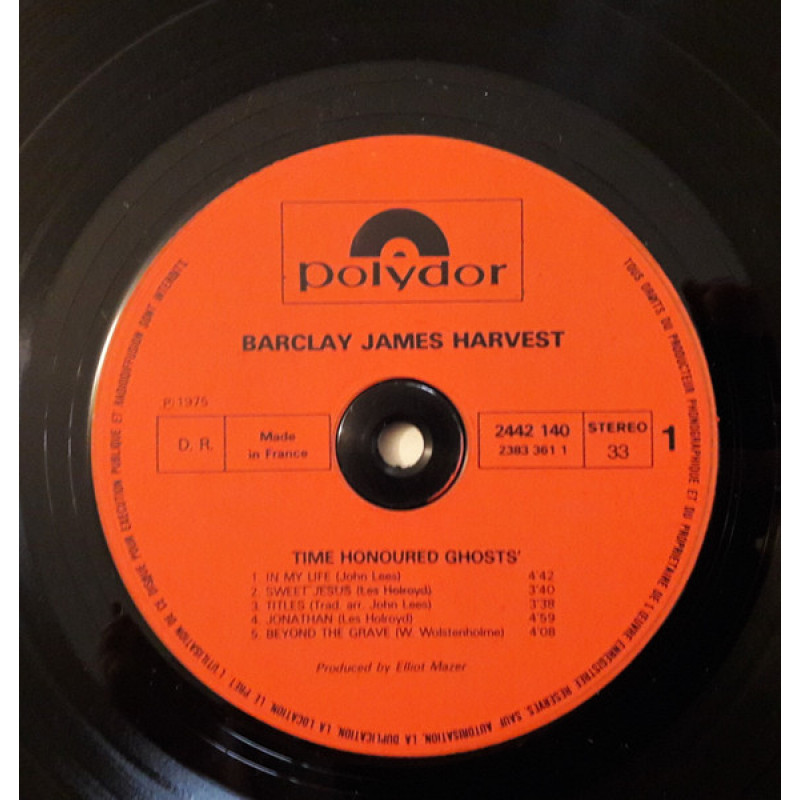 polydor
BARCLAY JAMES HARVEST
℗ 1975
D. R.
Made
in France
2442 140
2383 361 1
STEREO
33
1
TIME HONOURED GHOSTS'
1. IN MY LIFE (John Lees) 4'42
2. SWEET JESUS (Les Holroyd) 3'40
3. TITLES (Trad. arr. John Lees) 3'38
4. JONATHAN (Les Holroyd) 4'59
5. BEYOND THE GRAVE (W. Wolstenholme) 4'08
Produced by Elliot Mazer
TOUS DROITS DU PRODUCTEUR PHONOGRAPHIQUE ET DU PROPRIETAIRE DE L'ŒUVRE ENREGISTREE RESERVES. SAUF AUTORISATION, LA DUPLICATION, LA LOCATION, LE PRET, L'UTILISATION DE CE DISQUE POUR EXECUTION PUBLIQUE ET RADIODIFFUSION SONT INTERDITS